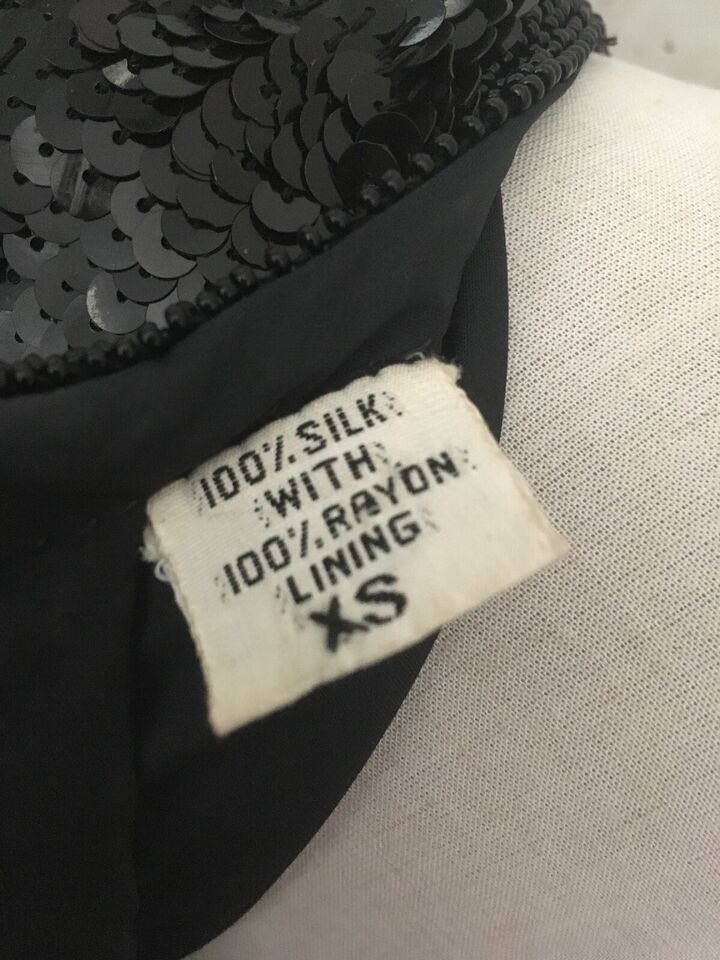 100% SILK
WITH
100% RAYON
LINING
XS